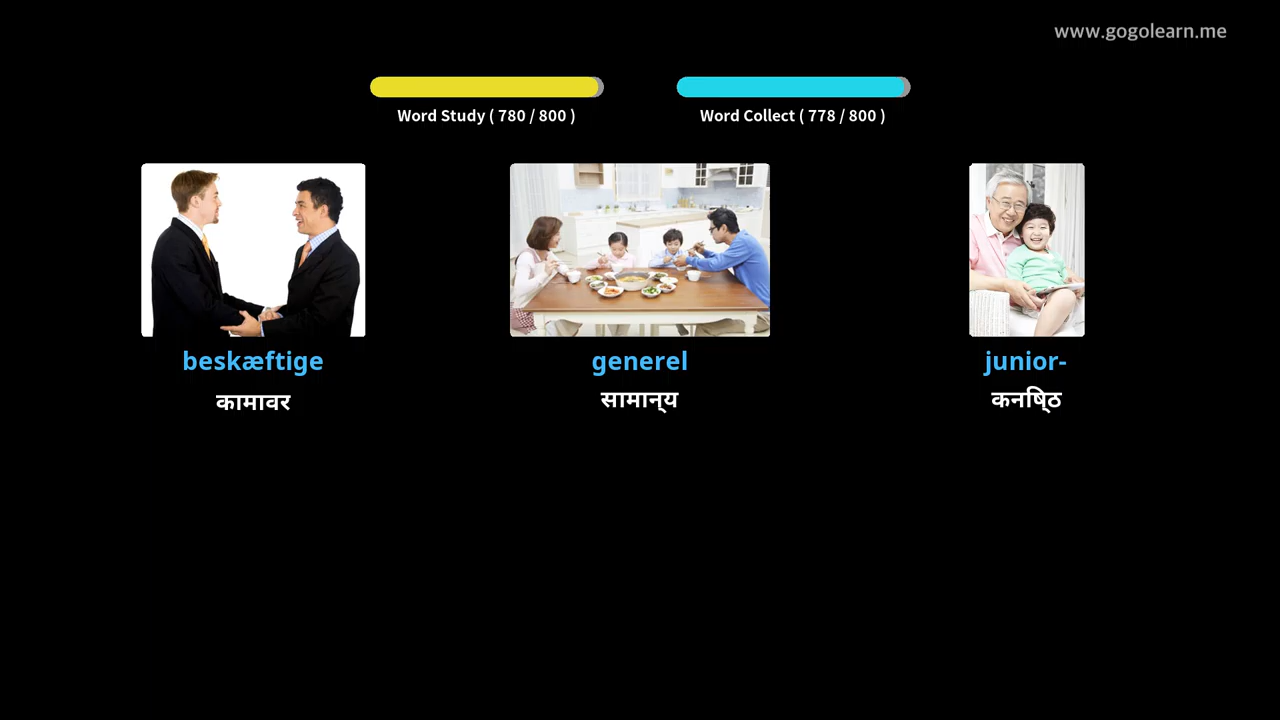 www.gogolearn.me
Word Study ( 780 / 800 )
Word Collect ( 778 / 800 )
beskæftige
generel
junior-
कामावर
सामान्य
कनिष्ठ